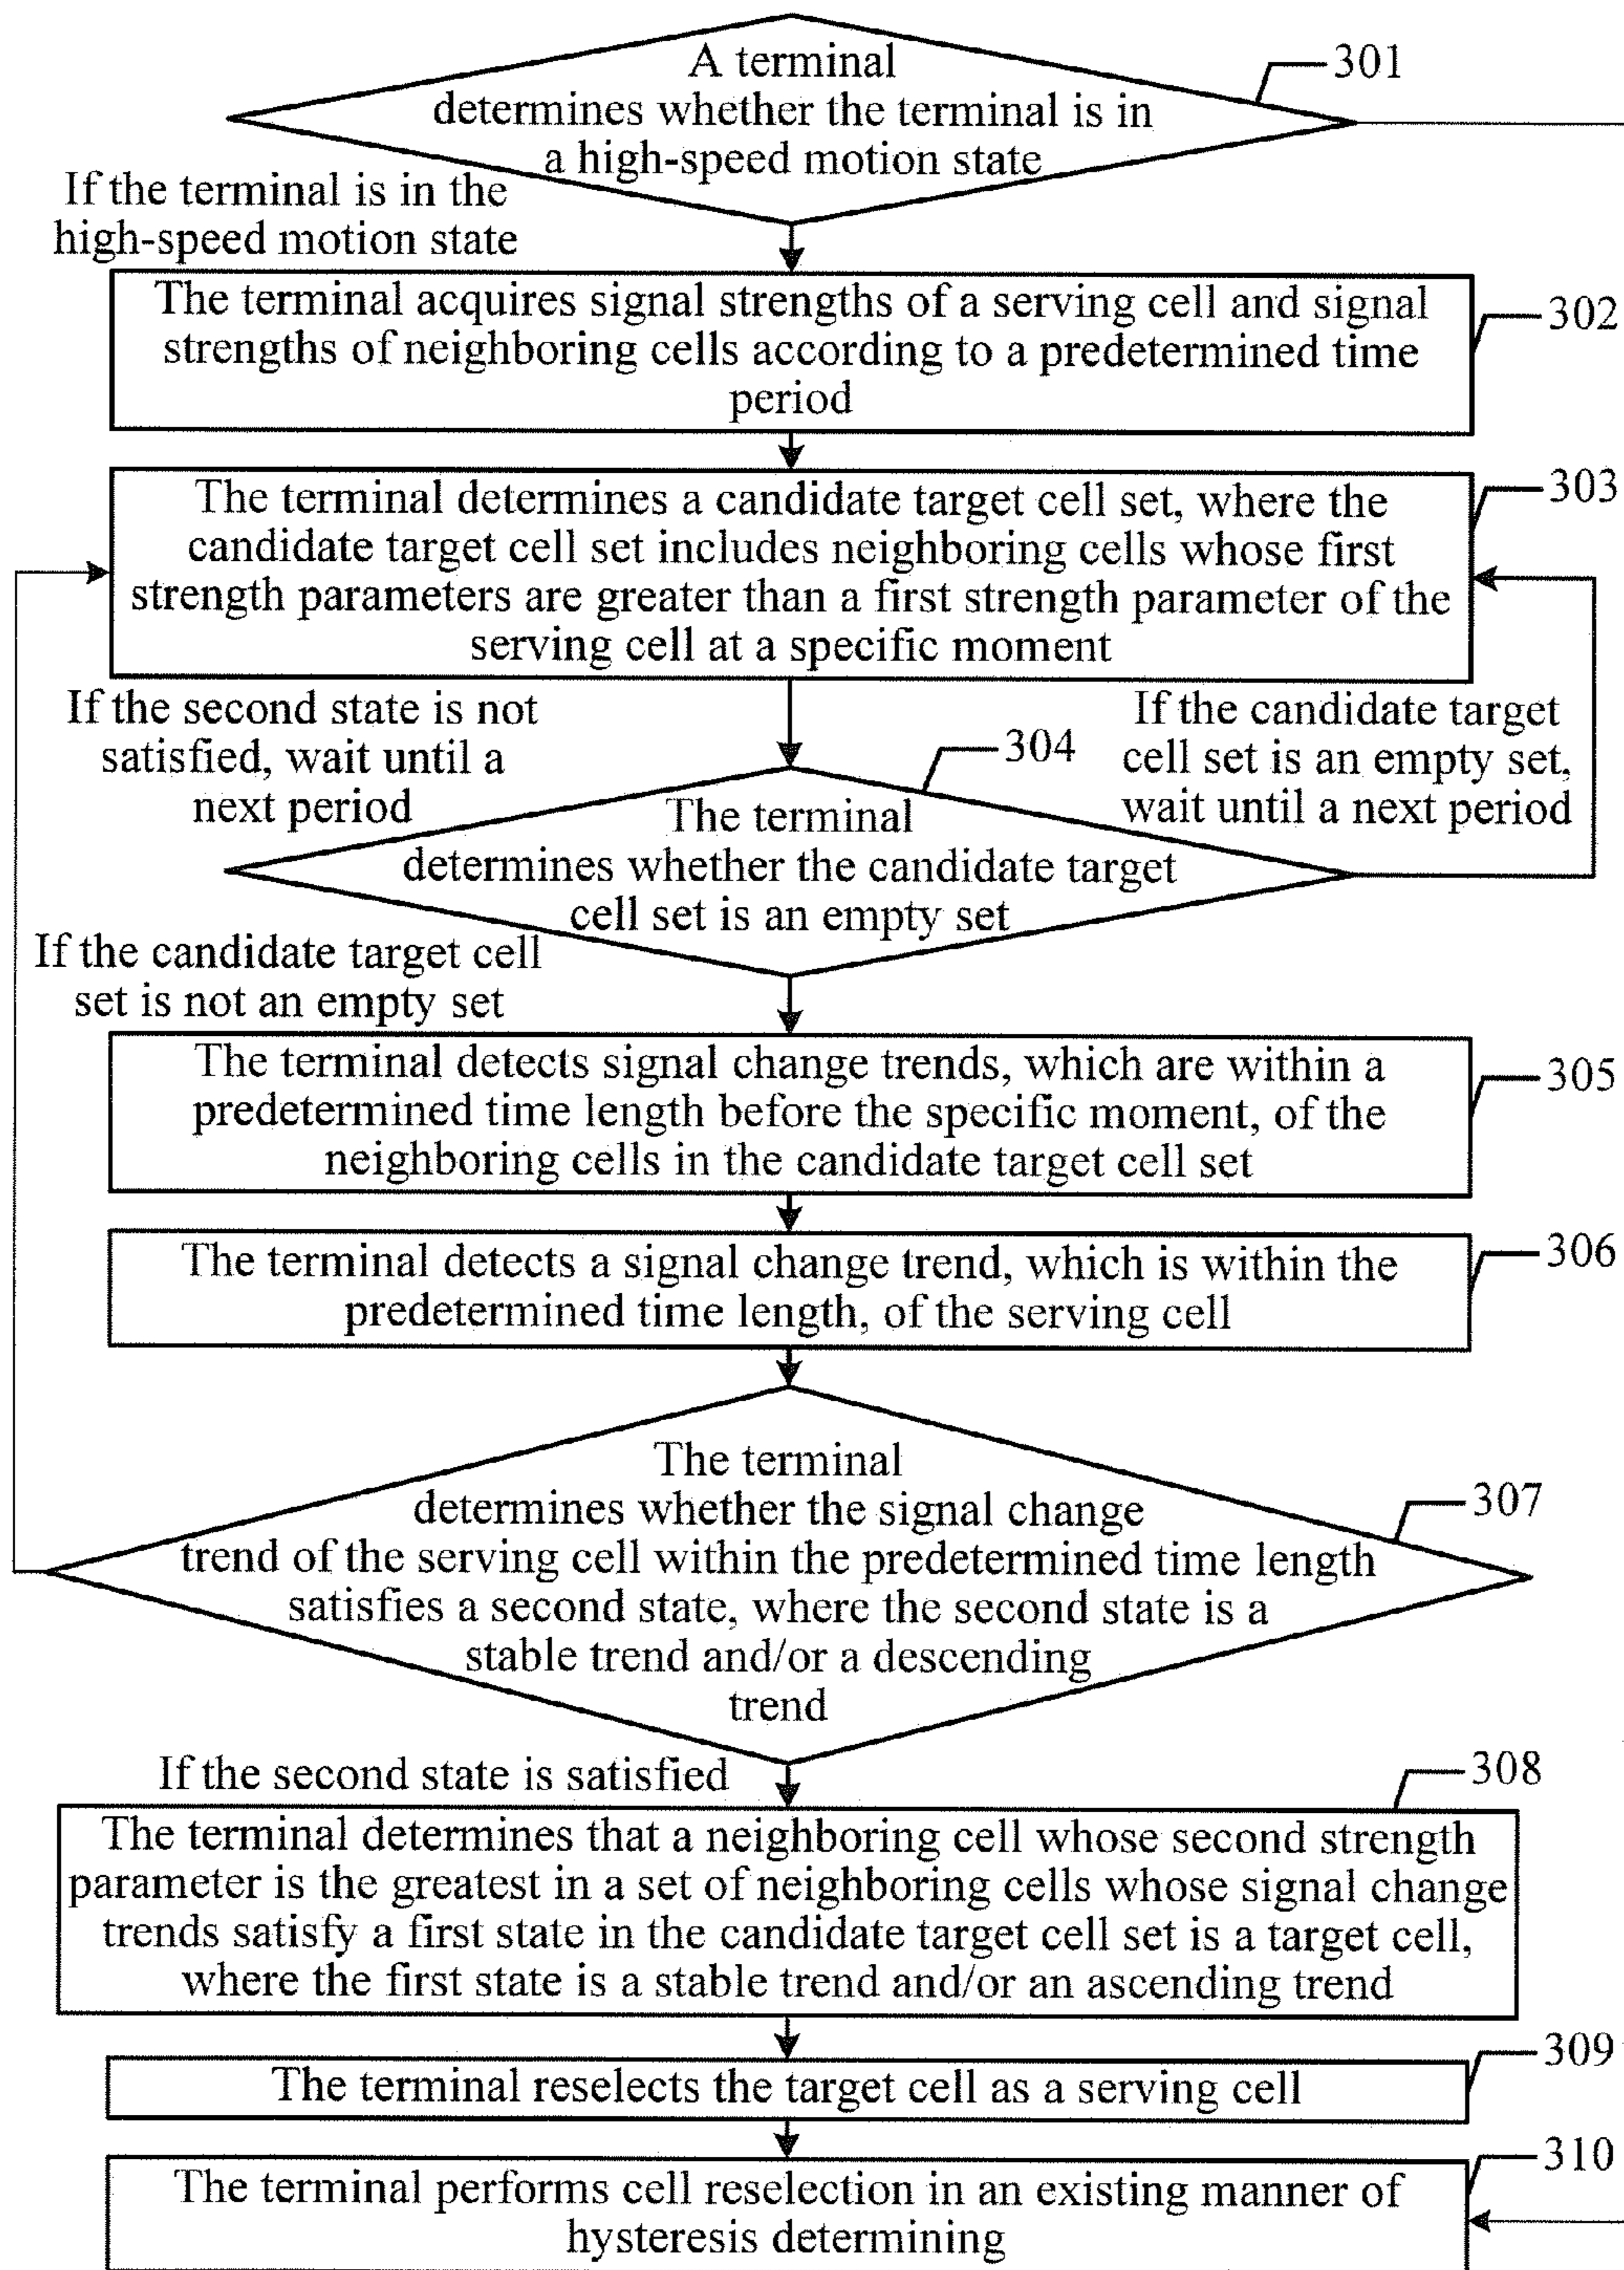 A terminal
determines whether the terminal is in
a high-speed motion state
301
If the terminal is in the
high-speed motion state
The terminal acquires signal strengths of a serving cell and signal
strengths of neighboring cells according to a predetermined time
period
302
The terminal determines a candidate target cell set, where the
candidate target cell set includes neighboring cells whose first
strength parameters are greater than a first strength parameter of the
serving cell at a specific moment
303
If the second state is not
satisfied, wait until a
next period
304
If the candidate target
cell set is an empty set,
wait until a next period
The terminal
determines whether the candidate target
cell set is an empty set
If the candidate target cell
set is not an empty set
The terminal detects signal change trends, which are within a
predetermined time length before the specific moment, of the
neighboring cells in the candidate target cell set
305
The terminal detects a signal change trend, which is within the
predetermined time length, of the serving cell
306
The terminal
determines whether the signal change
trend of the serving cell within the predetermined time length
satisfies a second state, where the second state is a
stable trend and/or a descending
trend
307
If the second state is satisfied
308
The terminal determines that a neighboring cell whose second strength
parameter is the greatest in a set of neighboring cells whose signal change
trends satisfy a first state in the candidate target cell set is a target cell,
where the first state is a stable trend and/or an ascending trend
The terminal reselects the target cell as a serving cell
309
The terminal performs cell reselection in an existing manner of
hysteresis determining
310